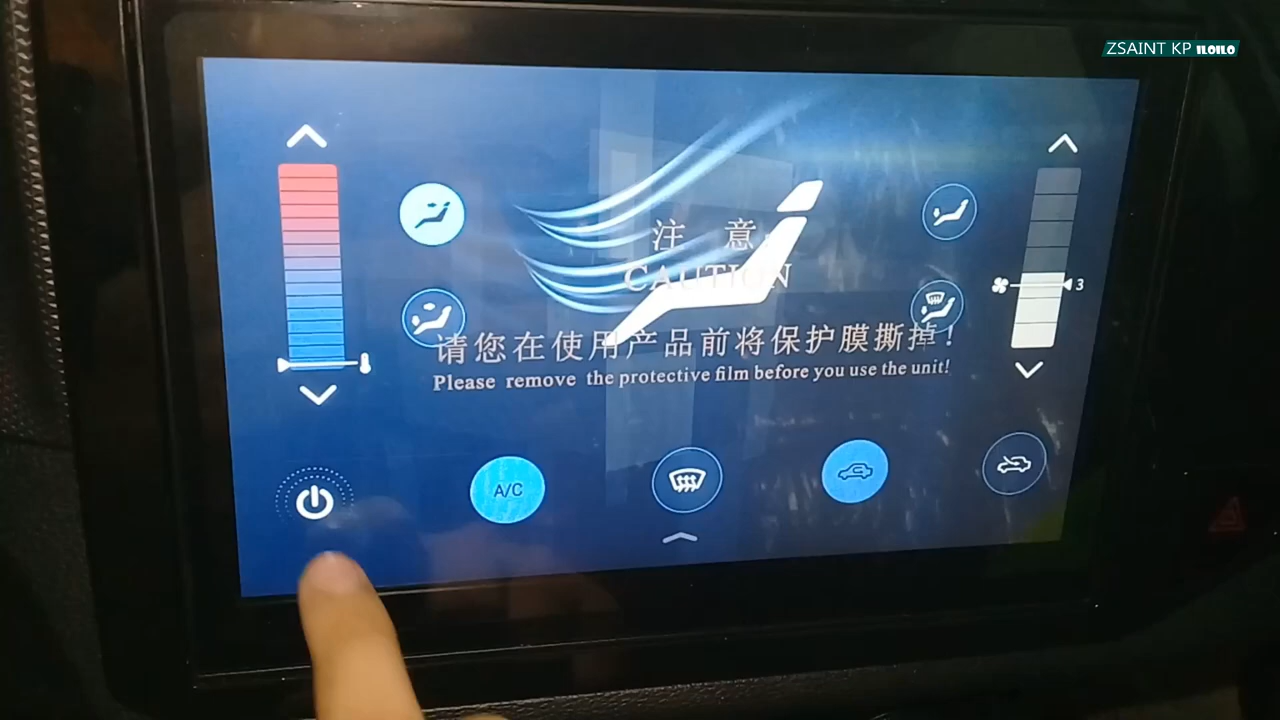 ZSAINT KP ILOILO
注 意
CAUTION
3
请您在使用产品前将保护膜撕掉！
Please remove the protective film before you use the unit!
A/C